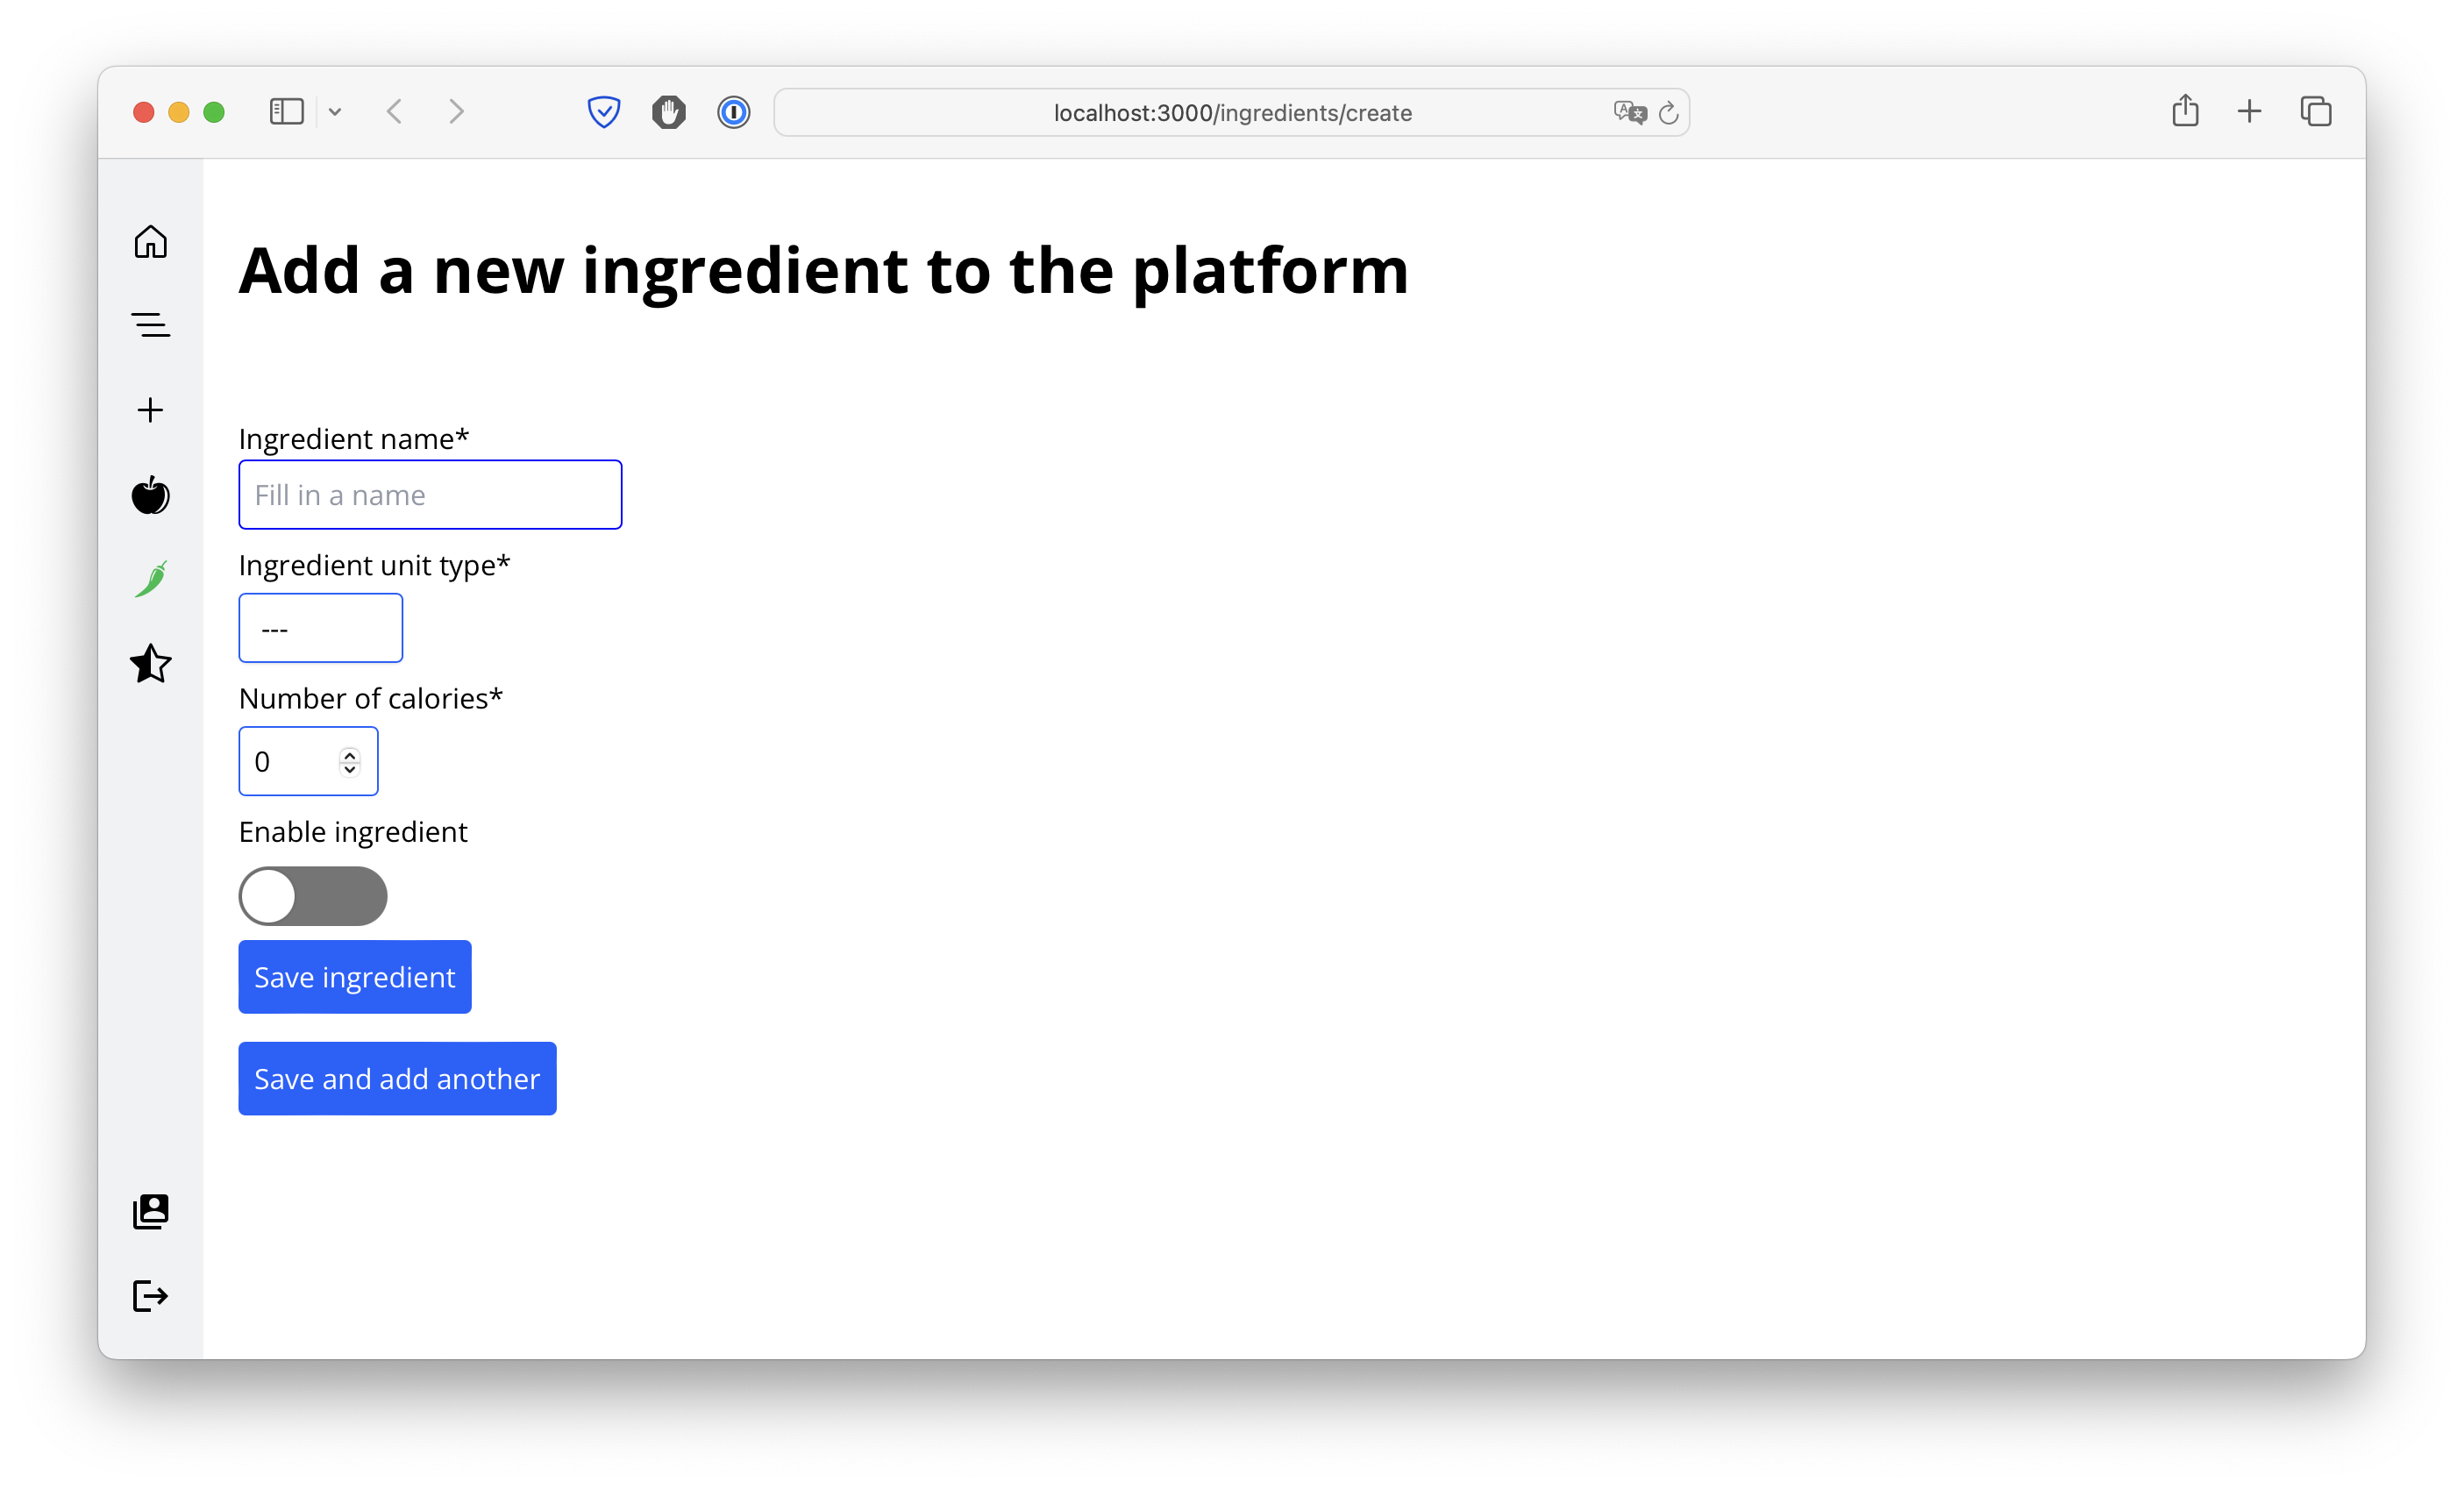 localhost:3000/ingredients/create
Add a new ingredient to the platform
Ingredient name*
Fill in a name
Ingredient unit type*
---
Number of calories*
0
Enable ingredient
Save ingredient
Save and add another